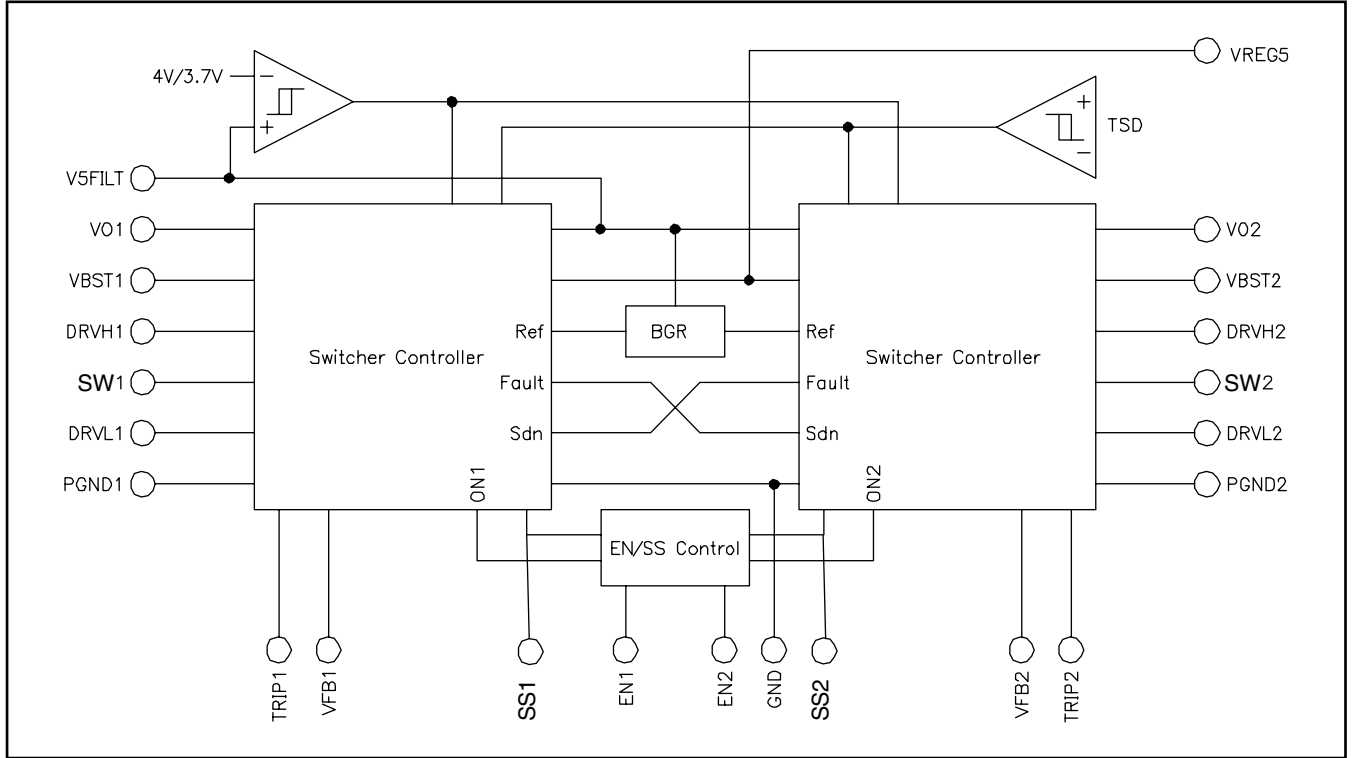 VREG5
4V/3.7V
−
+
+
−
TSD
V5FILT
VO1
VO2
VBST1
VBST2
DRVH1
Ref
BGR
Ref
DRVH2
Switcher Controller
Switcher Controller
SW1
Fault
Fault
SW2
DRVL1
Sdn
Sdn
DRVL2
PGND1
ON1
ON2
PGND2
EN/SS Control
TRIP1
VFB1
SS1
EN1
EN2
GND
SS2
VFB2
TRIP2